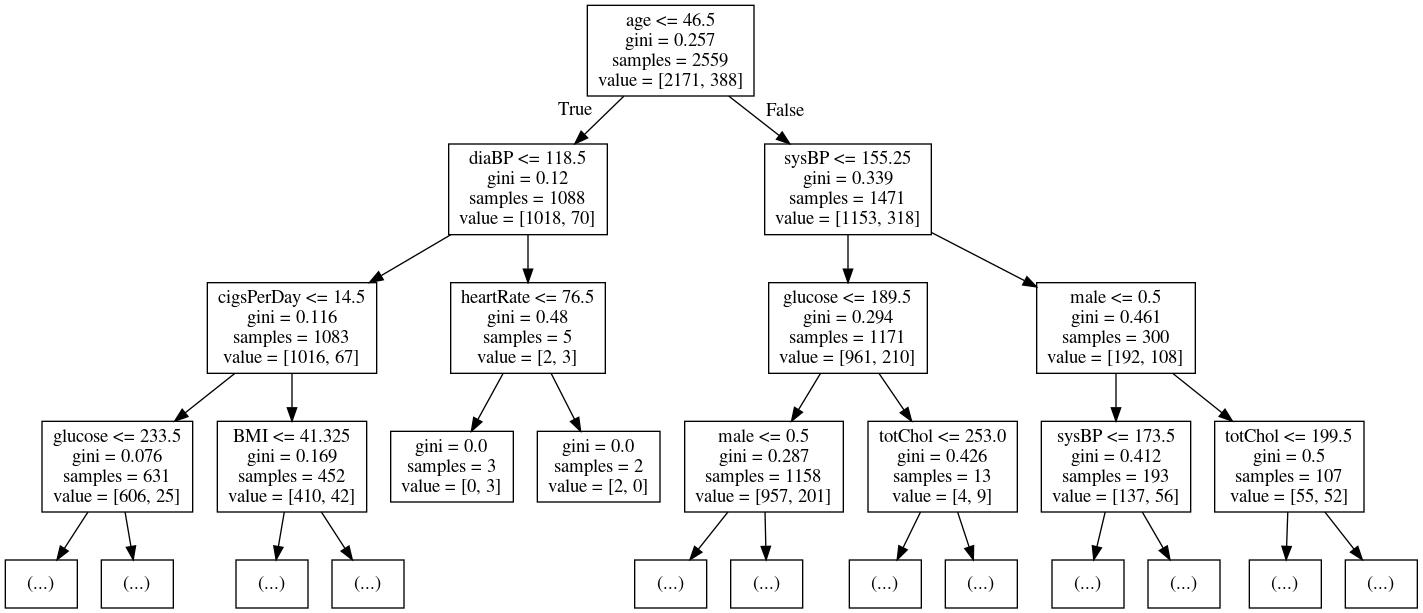 age <= 46.5
gini = 0.257
samples = 2559
value = [2171, 388]
True
False
diaBP <= 118.5
gini = 0.12
samples = 1088
value = [1018, 70]
sysBP <= 155.25
gini = 0.339
samples = 1471
value = [1153, 318]
cigsPerDay <= 14.5
gini = 0.116
samples = 1083
value = [1016, 67]
heartRate <= 76.5
gini = 0.48
samples = 5
value = [2, 3]
glucose <= 189.5
gini = 0.294
samples = 1171
value = [961, 210]
male <= 0.5
gini = 0.461
samples = 300
value = [192, 108]
glucose <= 233.5
gini = 0.076
samples = 631
value = [606, 25]
BMI <= 41.325
gini = 0.169
samples = 452
value = [410, 42]
gini = 0.0
samples = 3
value = [0, 3]
gini = 0.0
samples = 2
value = [2, 0]
male <= 0.5
gini = 0.287
samples = 1158
value = [957, 201]
totChol <= 253.0
gini = 0.426
samples = 13
value = [4, 9]
sysBP <= 173.5
gini = 0.412
samples = 193
value = [137, 56]
totChol <= 199.5
gini = 0.5
samples = 107
value = [55, 52]
(...)
(...)
(...)
(...)
(...)
(...)
(...)
(...)
(...)
(...)
(...)
(...)